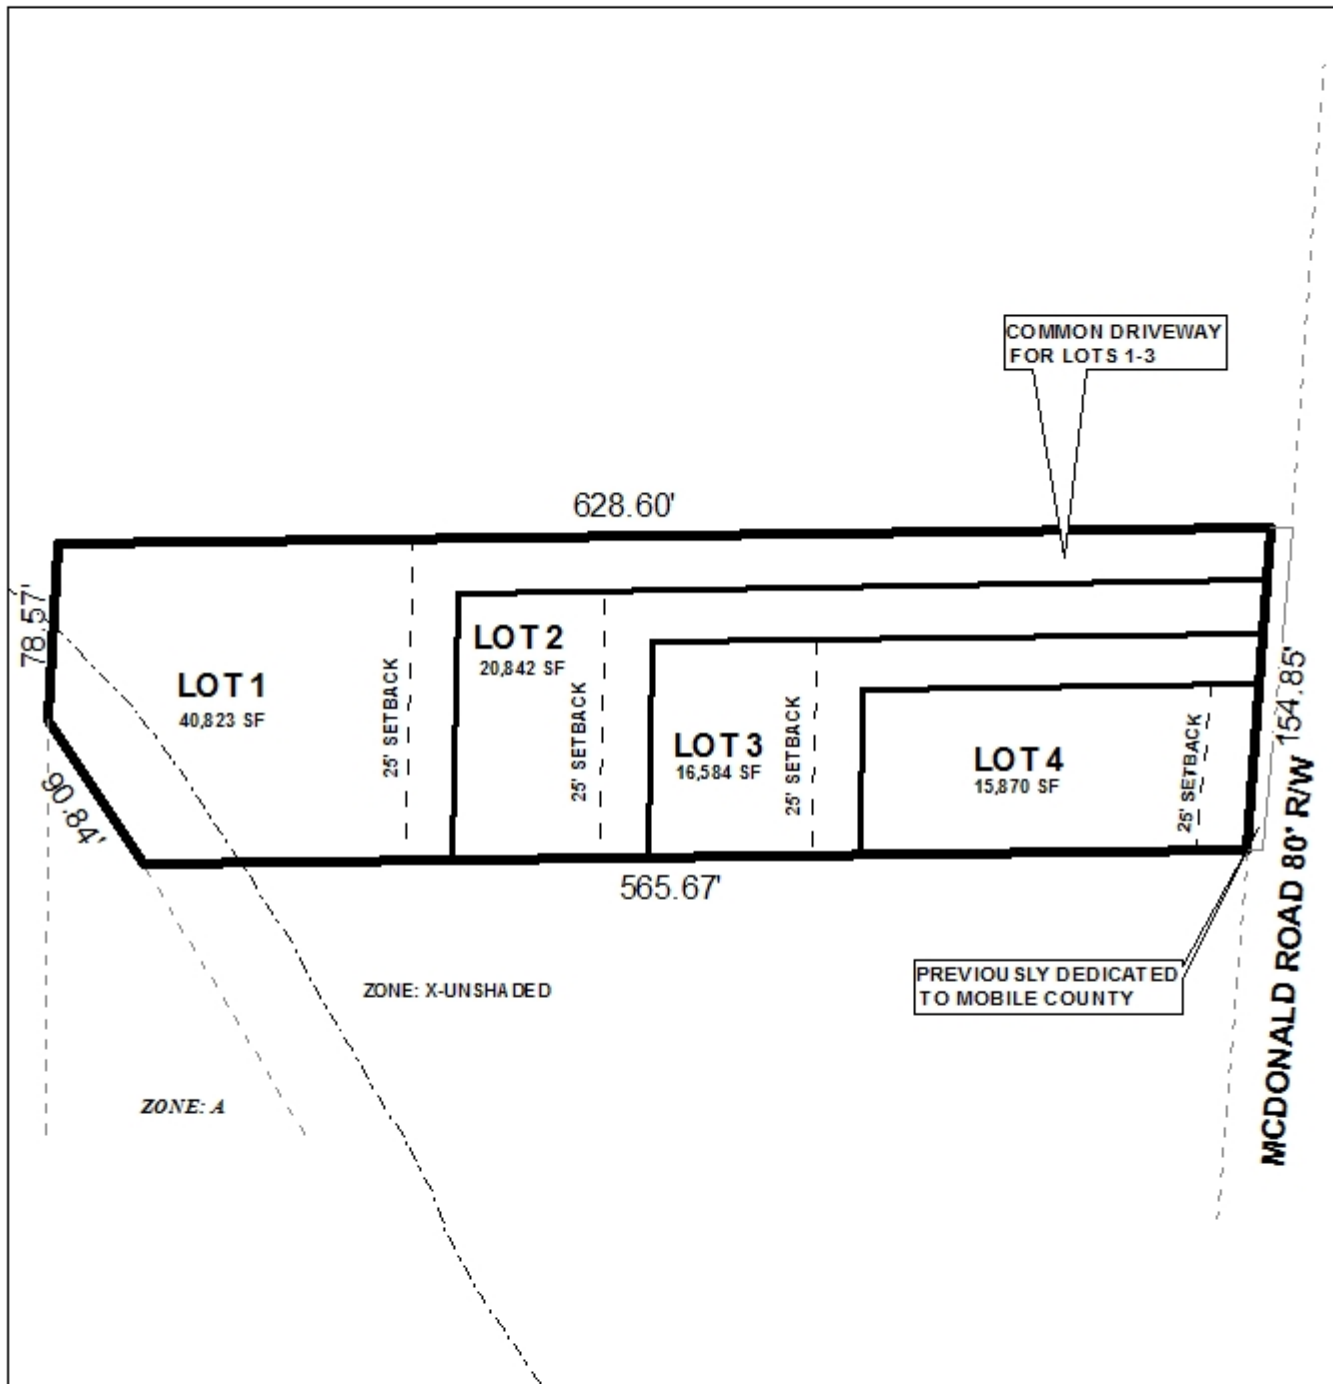 COMMON DRIVEWAY
FOR LOTS 1-3
628.60'
78.57'
LOT 1
40,823 SF
25' SETBACK
LOT 2
20,842 SF
25' SETBACK
LOT 3
16,584 SF
25' SETBACK
LOT 4
15,870 SF
25' SETBACK
154.85'
90.84'
565.67'
MCDONALD ROAD 80' R/W
PREVIOUSLY DEDICATED
TO MOBILE COUNTY
ZONE: X-UNSHADED
ZONE: A